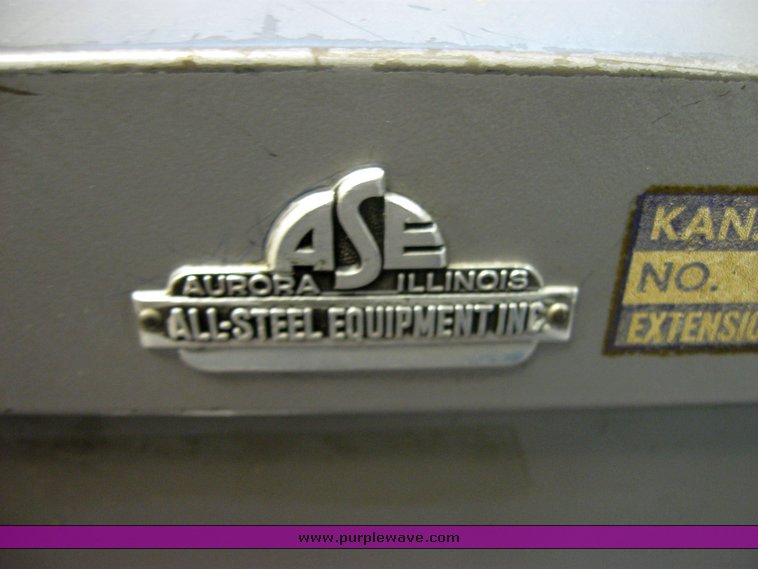 ASE
AURORA ILLINOIS
ALL-STEEL EQUIPMENT INC.
KAN
NO.
EXTENSIO
www.purplewave.com